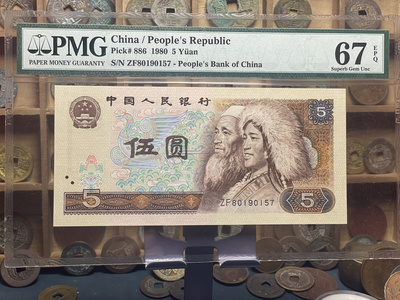 PMG
PAPER MONEY GUARANTY
China / People's Republic
Pick# 886 1980 5 Yüan
S/N ZF80190157 - People's Bank of China
67 EPQ
Superb Gem Unc
中国人民银行
5
伍圆
5
ZF80190157
5